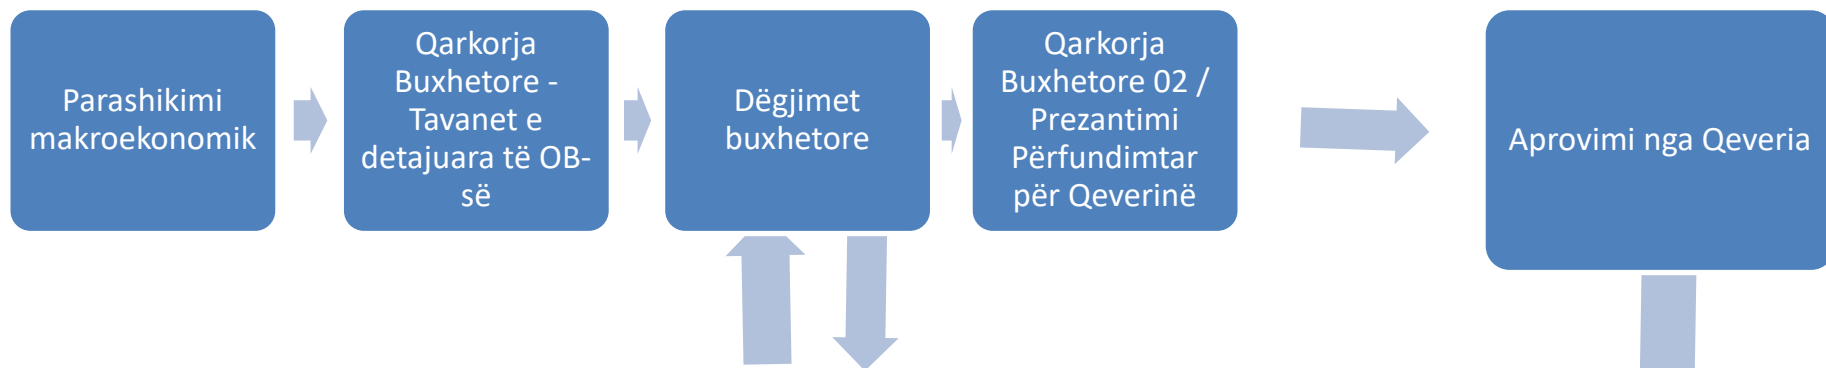 Parashikimi
makroekonomik
Qarkorja
Buxhetore -
Tavanet e
detajuara të OB-
së
Dëgjimet
buxhetore
Qarkorja
Buxhetore 02 /
Prezantimi
Përfundimtar
për Qeverinë
Aprovimi nga Qeveria